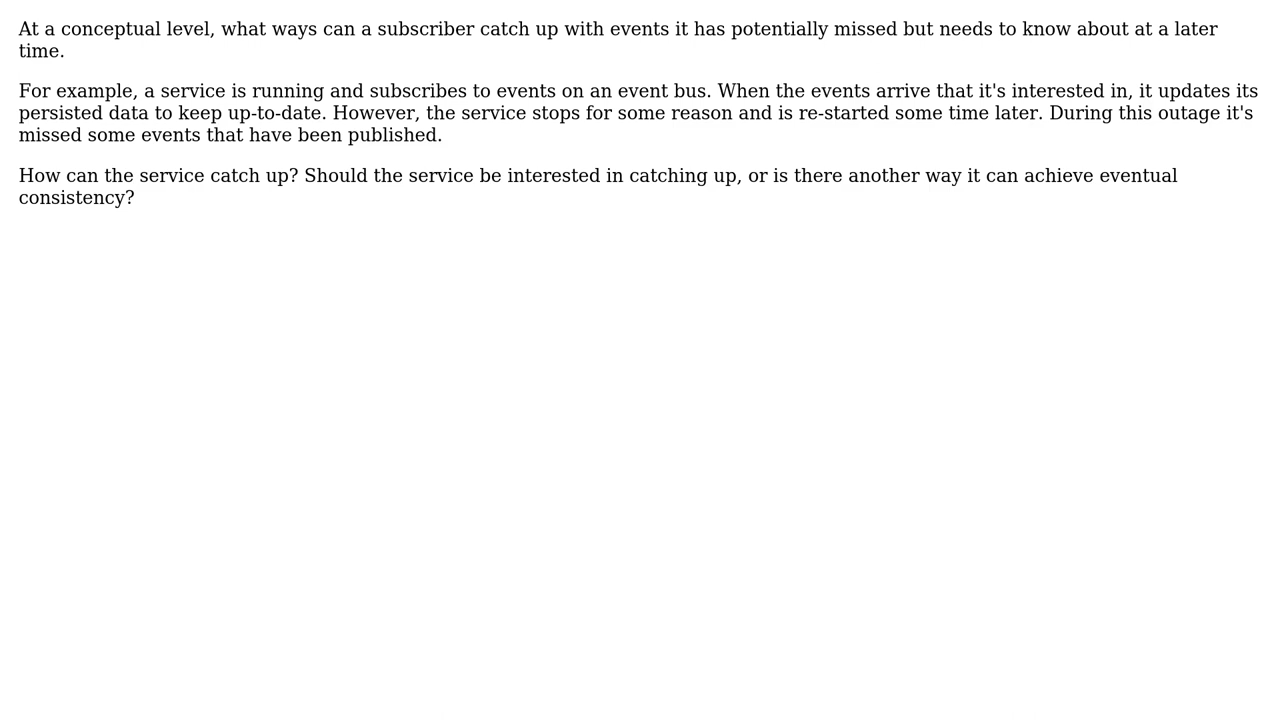 At a conceptual level, what ways can a subscriber catch up with events it has potentially missed but needs to know about at a later
time.
For example, a service is running and subscribes to events on an event bus. When the events arrive that it's interested in, it updates its
persisted data to keep up-to-date. However, the service stops for some reason and is re-started some time later. During this outage it's
missed some events that have been published.
How can the service catch up? Should the service be interested in catching up, or is there another way it can achieve eventual
consistency?